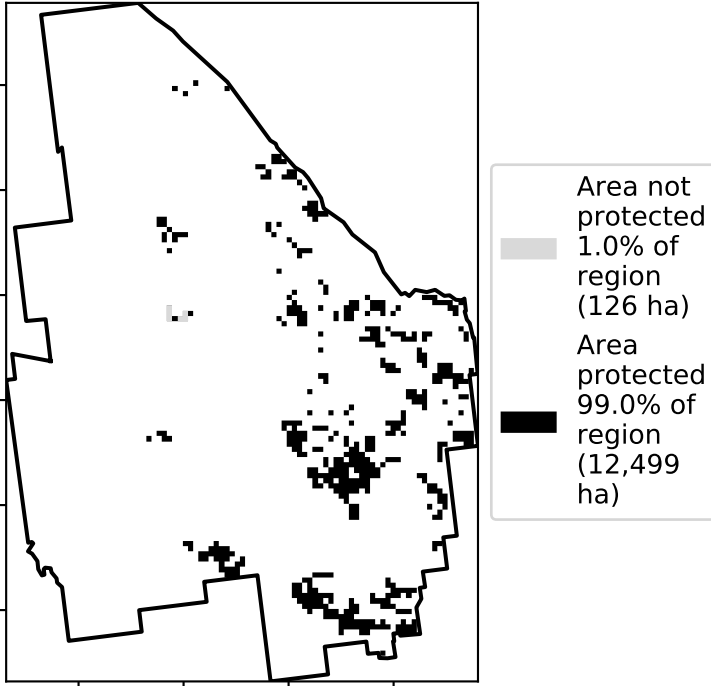 Area not
protected
1.0% of
region
(126 ha)
Area
protected
99.0% of
region
(12,499
ha)